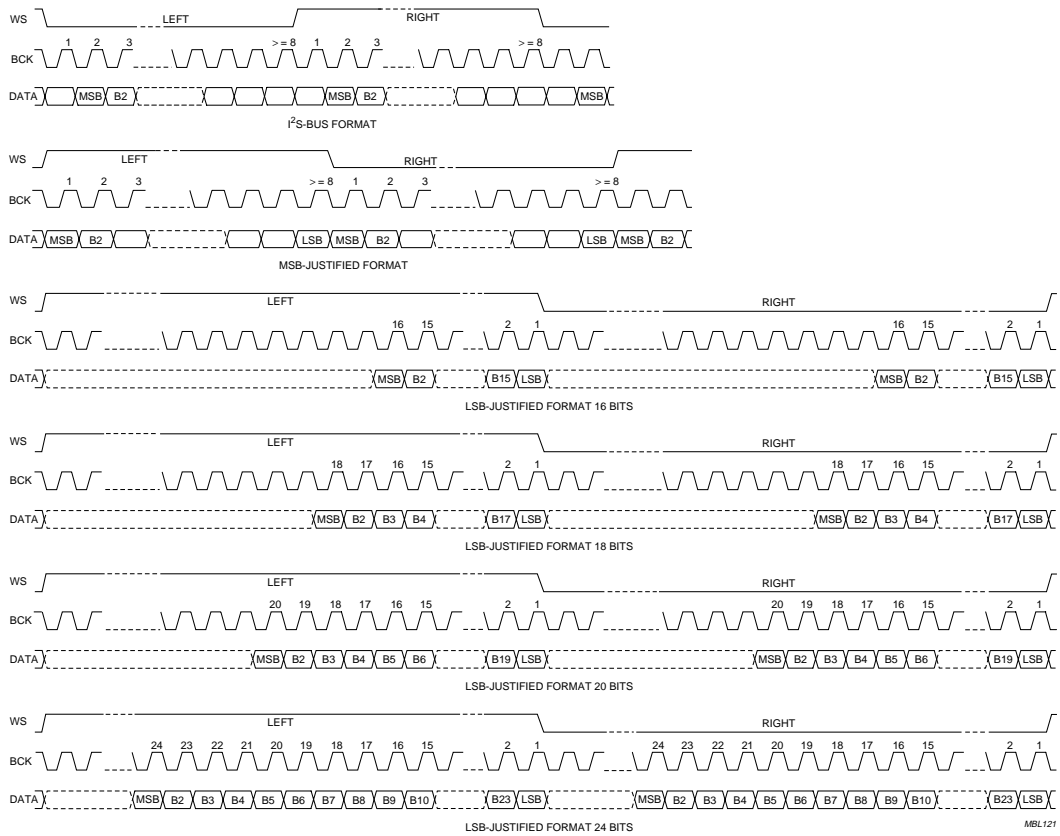 WS LEFT RIGHT
1 2 3 > = 8 1 2 3 > = 8
BCK
DATA MSB B2 MSB B2 MSB
I²S-BUS FORMAT
WS LEFT RIGHT
1 2 3 > = 8 1 2 3 > = 8
BCK
DATA MSB B2 LSB MSB B2 LSB MSB B2
MSB-JUSTIFIED FORMAT
WS LEFT RIGHT
16 15 2 1 16 15 2 1
BCK
DATA MSB B2 B15 LSB MSB B2 B15 LSB
LSB-JUSTIFIED FORMAT 16 BITS
WS LEFT RIGHT
18 17 16 15 2 1 18 17 16 15 2 1
BCK
DATA MSB B2 B3 B4 B17 LSB MSB B2 B3 B4 B17 LSB
LSB-JUSTIFIED FORMAT 18 BITS
WS LEFT RIGHT
20 19 18 17 16 15 2 1 20 19 18 17 16 15 2 1
BCK
DATA MSB B2 B3 B4 B5 B6 B19 LSB MSB B2 B3 B4 B5 B6 B19 LSB
LSB-JUSTIFIED FORMAT 20 BITS
WS LEFT RIGHT
24 23 22 21 20 19 18 17 16 15 2 1 24 23 22 21 20 19 18 17 16 15 2 1
BCK
DATA MSB B2 B3 B4 B5 B6 B7 B8 B9 B10 B23 LSB MSB B2 B3 B4 B5 B6 B7 B8 B9 B10 B23 LSB
LSB-JUSTIFIED FORMAT 24 BITS
MBL121